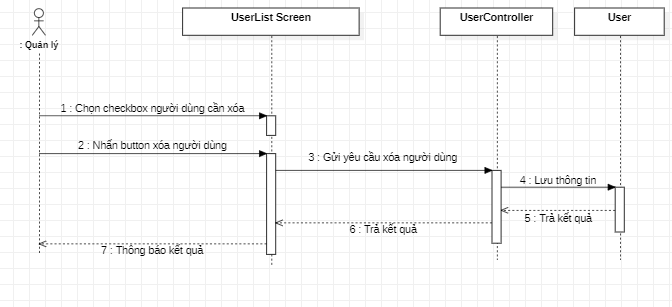 UserList Screen
UserController
User
: Quản lý
1 : Chọn checkbox người dùng cần xóa
2 : Nhấn button xóa người dùng
3 : Gửi yêu cầu xóa người dùng
4 : Lưu thông tin
5 : Trả kết quả
6 : Trả kết quả
7 : Thông báo kết quả